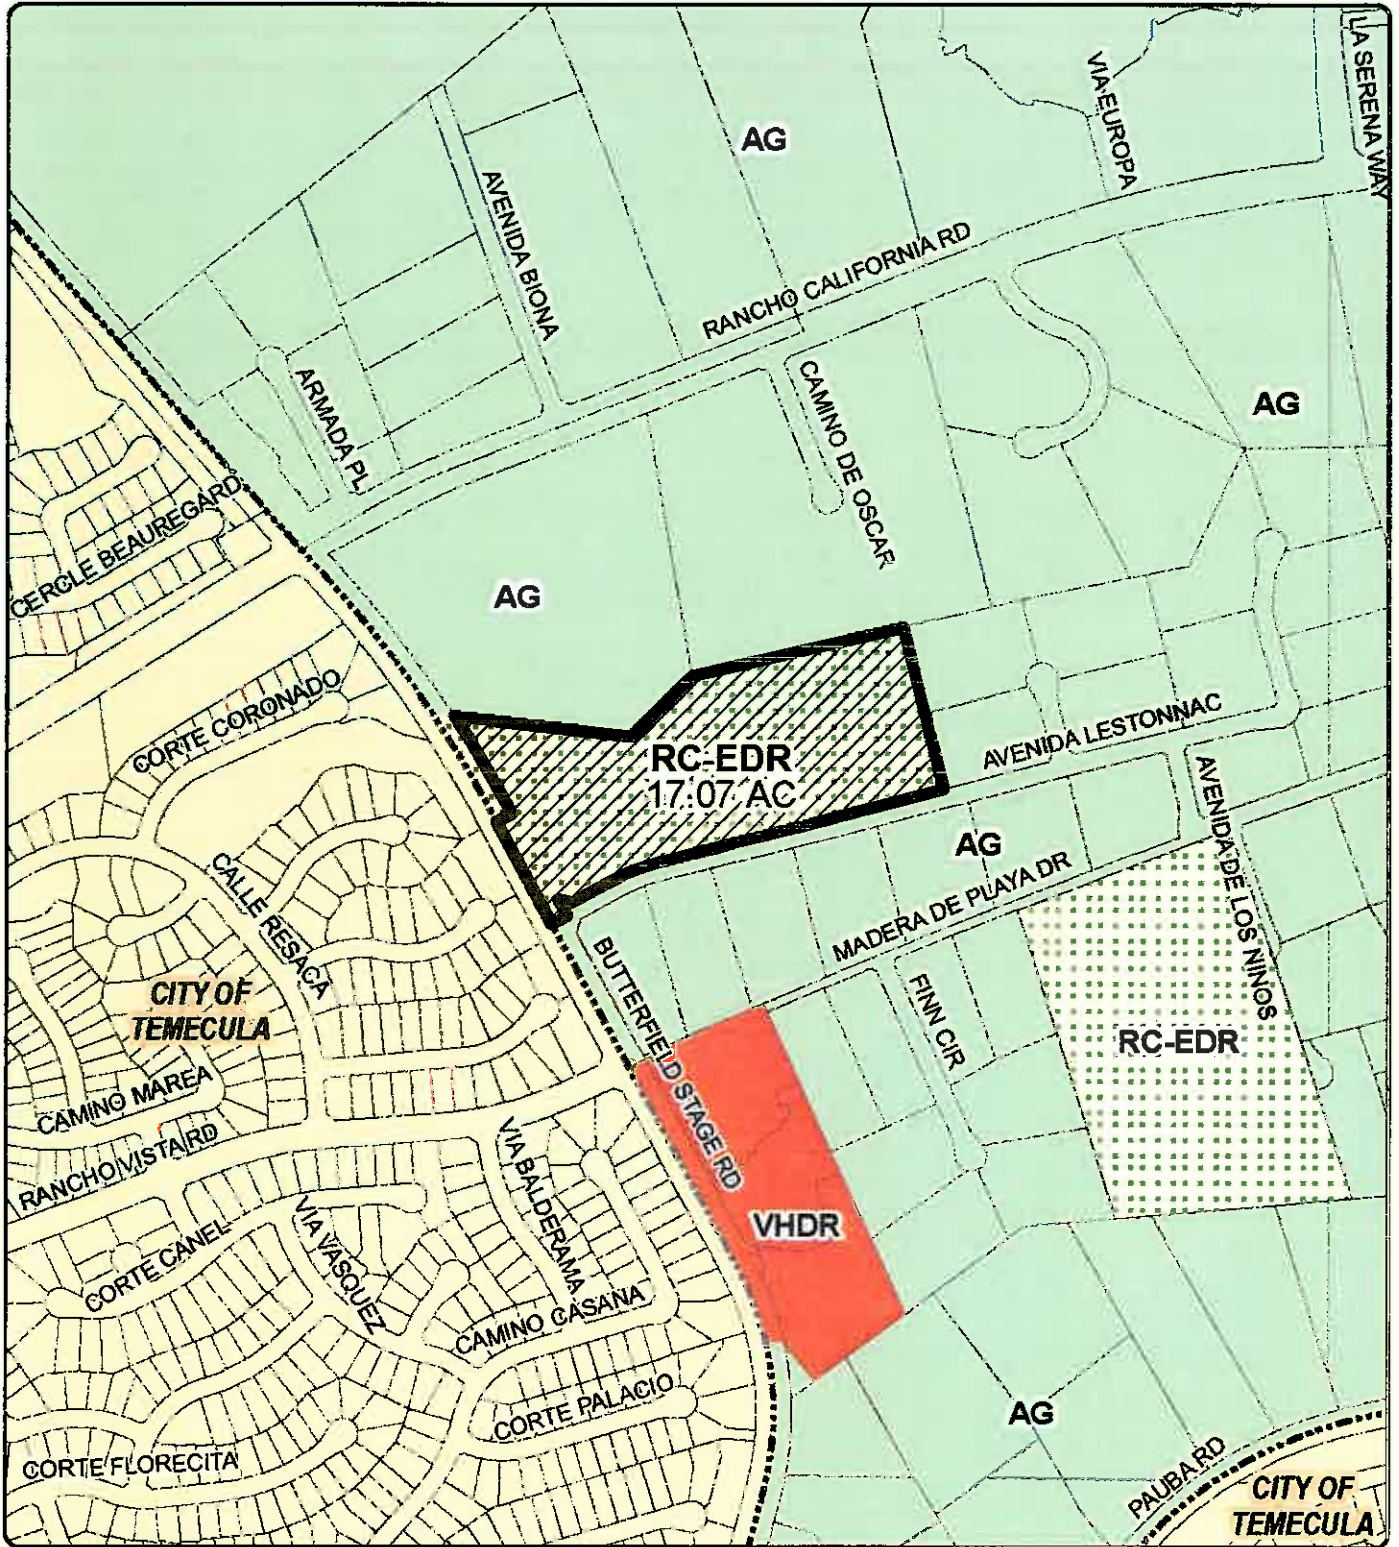 LA SERENA WAY
VIA EUROPA
AG
AVENIDA BIONA
RANCHO CALIFORNIA RD
ARMADA PL
CAMINO DE OSCAR
AG
CERCLE BEAUREGARD
AG
CORTE CORONADO
RC-EDR
17.07 AC
AVENIDA LESTONNAC
AVENIDA DE LOS NINOS
AG
CALLE RESACA
MADERA DE PLAYA DR
BUTTERFIELD STAGE RD
FINN CIR
CITY OF
TEMECULA
RC-EDR
CAMINO MAREA
RANCHO VISTA RD
VIA BALDERAMA
VIA VASQUEZ
VHDR
CORTE CANEL
CAMINO CASANA
CORTE PALACIO
AG
CORTE FLORECITA
PAUBA RD
CITY OF
TEMECULA